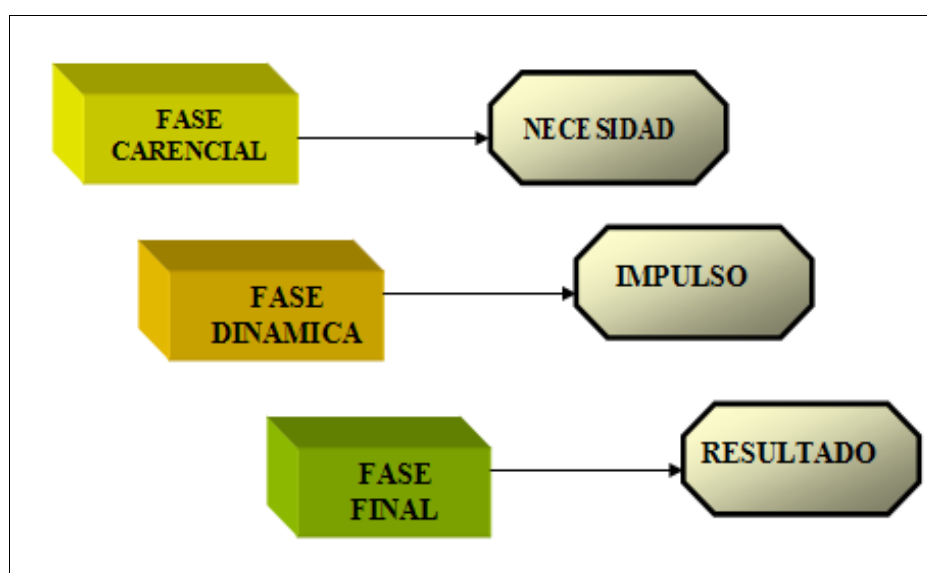 FASE
CARENCIAL
NECESIDAD
FASE
DINAMICA
IMPULSO
FASE
FINAL
RESULTADO